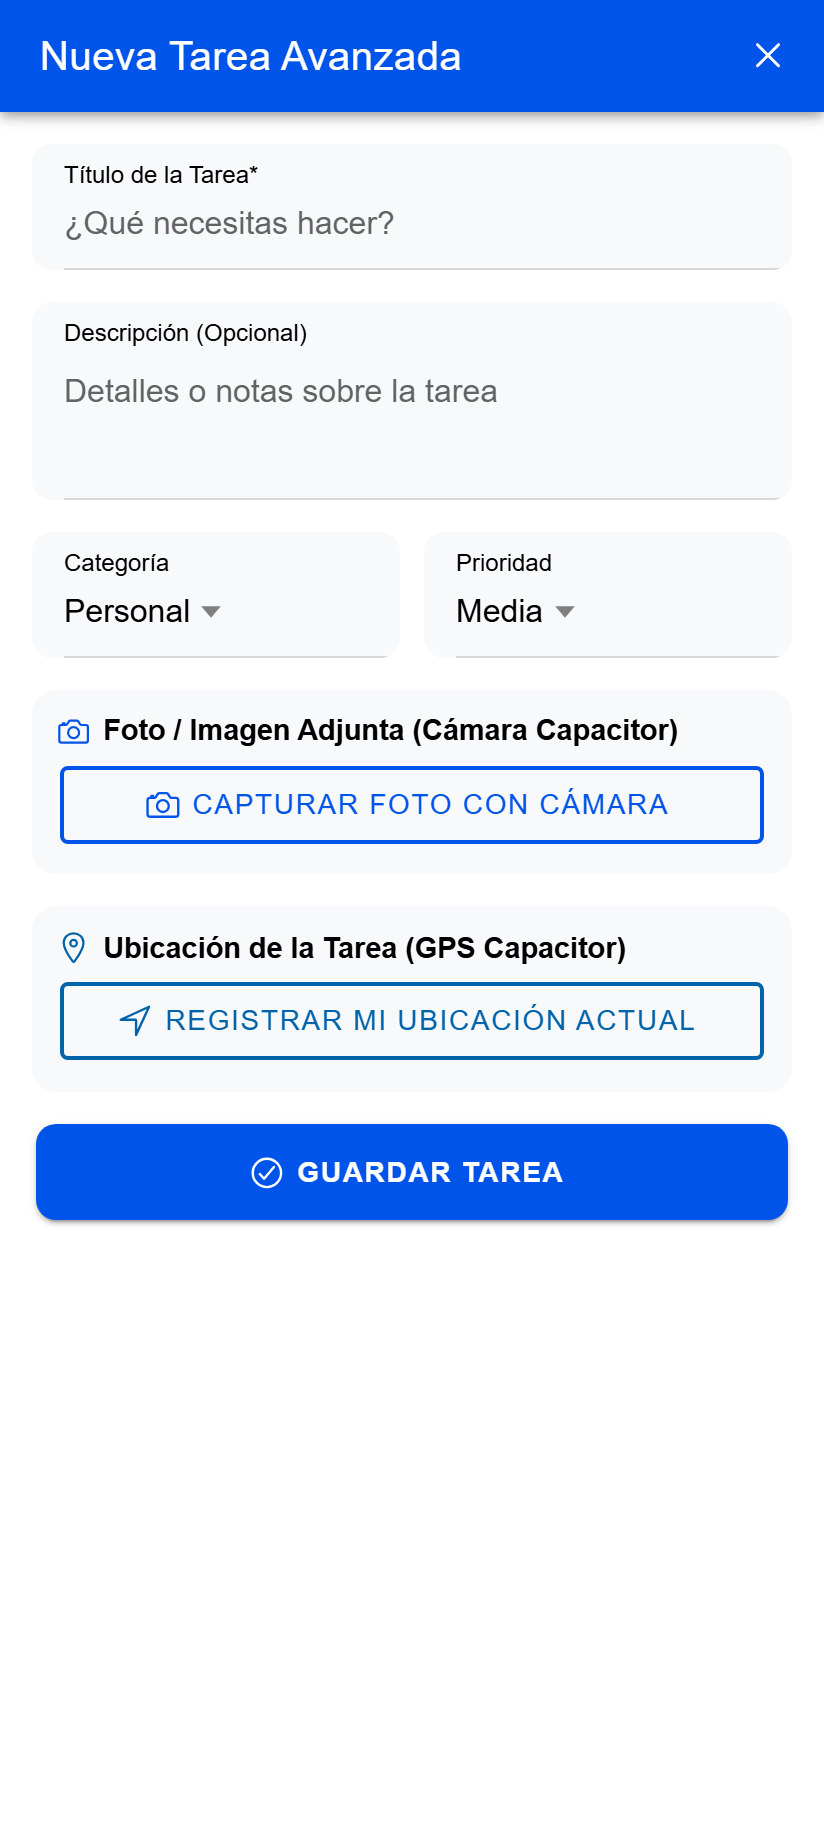 Nueva Tarea Avanzada
Título de la Tarea*
¿Qué necesitas hacer?
Descripción (Opcional)
Detalles o notas sobre la tarea
Categoría
Personal
Prioridad
Media
Foto / Imagen Adjunta (Cámara Capacitor)
CAPTURAR FOTO CON CÁMARA
Ubicación de la Tarea (GPS Capacitor)
REGISTRAR MI UBICACIÓN ACTUAL
GUARDAR TAREA